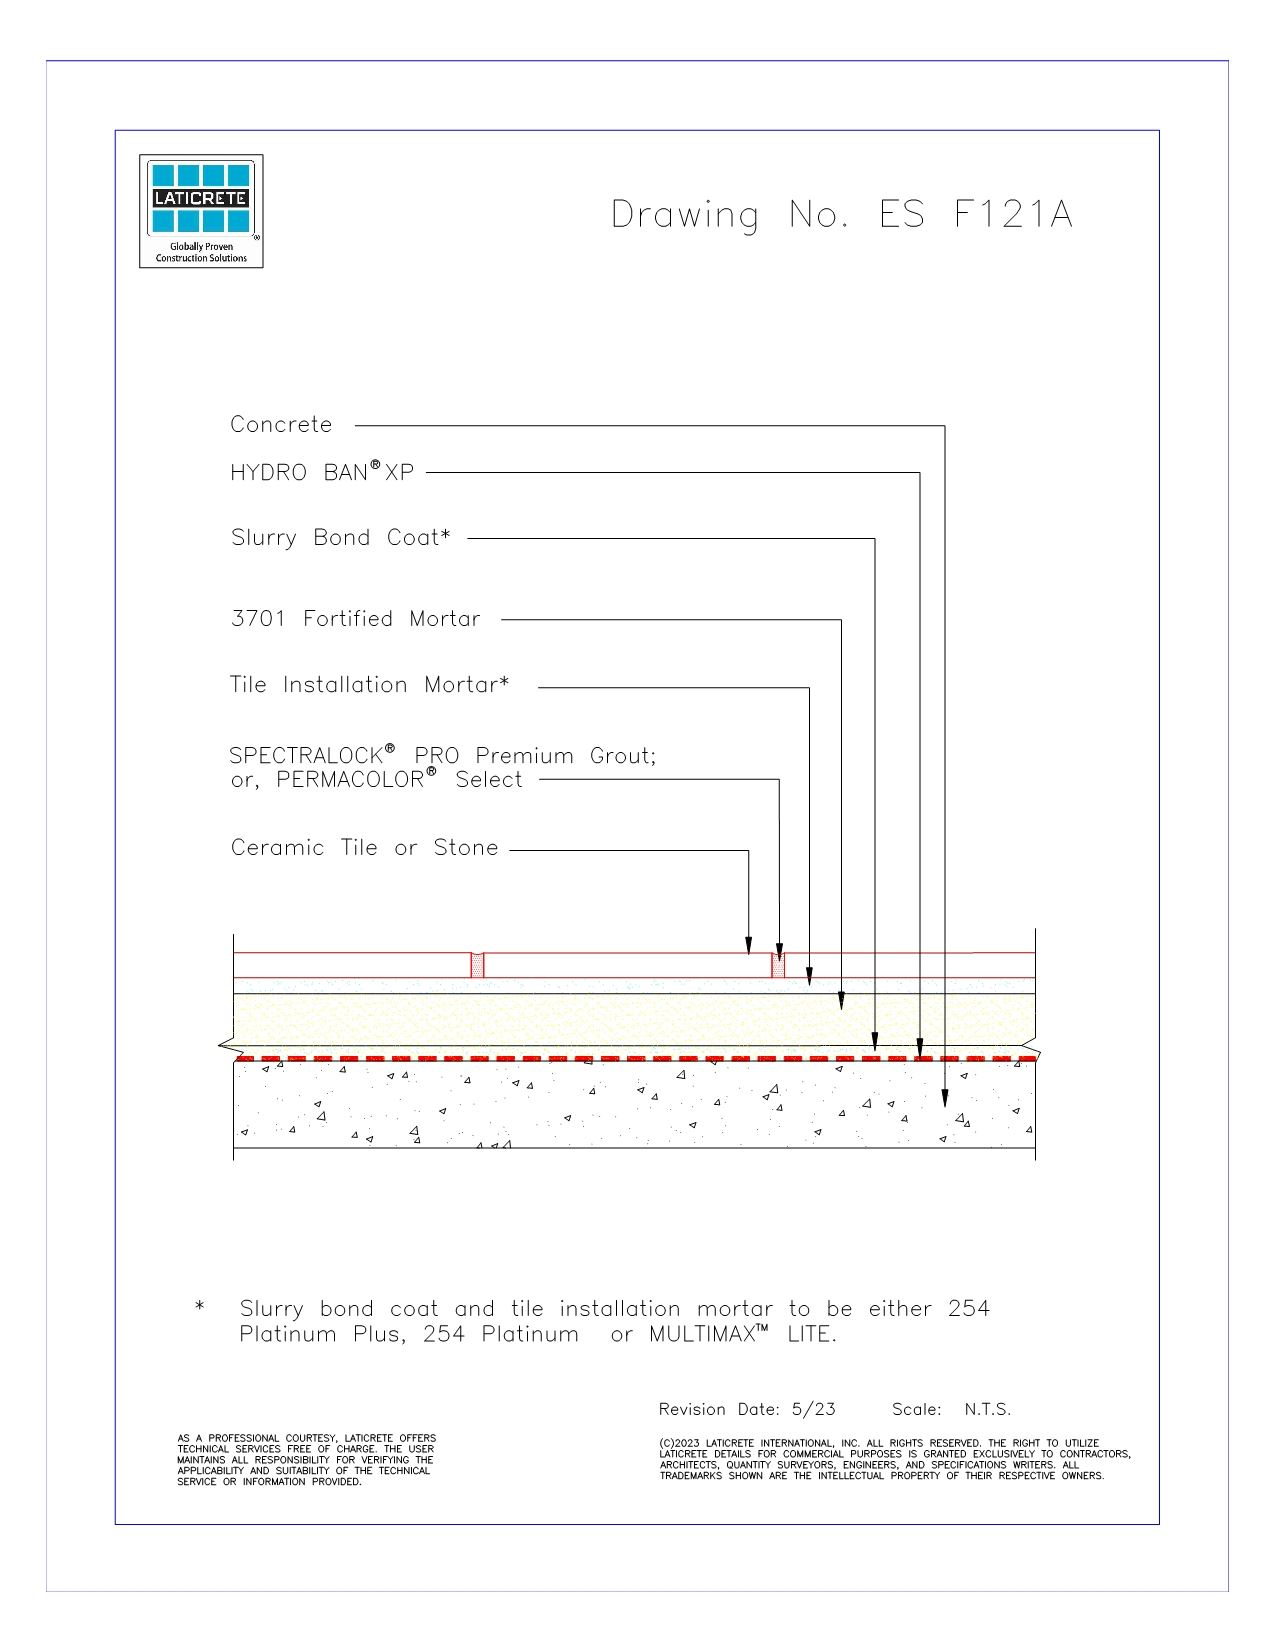 LATICRETE
®
Globally Proven
Construction Solutions
Drawing No. ES F121A
Concrete
HYDRO BAN® XP
Slurry Bond Coat*
3701 Fortified Mortar
Tile Installation Mortar*
SPECTRALOCK® PRO Premium Grout;
or, PERMACOLOR® Select
Ceramic Tile or Stone
* Slurry bond coat and tile installation mortar to be either 254
Platinum Plus, 254 Platinum or MULTIMAX™ LITE.
Revision Date: 5/23 Scale: N.T.S.
AS A PROFESSIONAL COURTESY, LATICRETE OFFERS
TECHNICAL SERVICES FREE OF CHARGE. THE USER
MAINTAINS ALL RESPONSIBILITY FOR VERIFYING THE
APPLICABILITY AND SUITABILITY OF THE TECHNICAL
SERVICE OR INFORMATION PROVIDED.
(C)2023 LATICRETE INTERNATIONAL, INC. ALL RIGHTS RESERVED. THE RIGHT TO UTILIZE
LATICRETE DETAILS FOR COMMERCIAL PURPOSES IS GRANTED EXCLUSIVELY TO CONTRACTORS,
ARCHITECTS, QUANTITY SURVEYORS, ENGINEERS, AND SPECIFICATIONS WRITERS. ALL
TRADEMARKS SHOWN ARE THE INTELLECTUAL PROPERTY OF THEIR RESPECTIVE OWNERS.